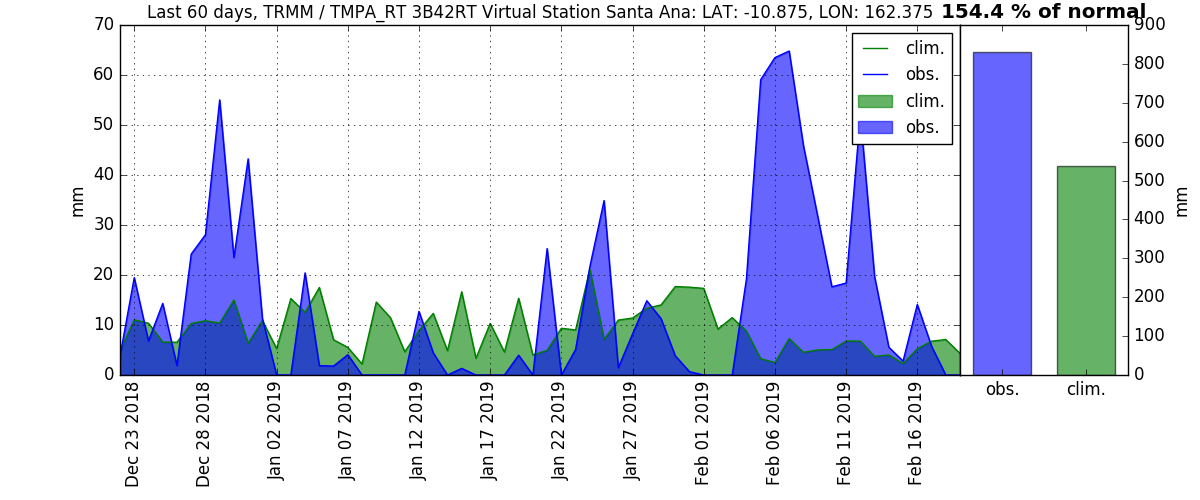 Last 60 days, TRMM / TMPA_RT 3B42RT Virtual Station Santa Ana: LAT: -10.875, LON: 162.375 154.4 % of normal
70
60
50
40
30
20
10
0
mm
clim.
obs.
clim.
obs.
900
800
700
600
500
400
300
200
100
0
mm
Dec 23 2018
Dec 28 2018
Jan 02 2019
Jan 07 2019
Jan 12 2019
Jan 17 2019
Jan 22 2019
Jan 27 2019
Feb 01 2019
Feb 06 2019
Feb 11 2019
Feb 16 2019
obs.
clim.